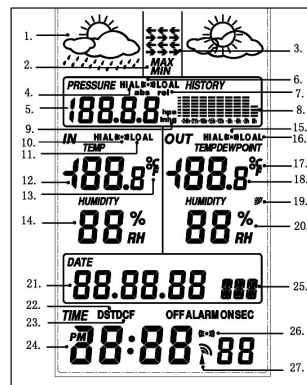 1.
2. MAX
MIN 3.
6.
PRESSURE HI AL LO AL HISTORY
4. abs rel 7.
5. 188.8.8 hpa
inHg 8.
9. 15.
IN HI AL LO AL OUT HI AL LO AL 16.
10.
11. TEMP TEMP DEWPOINT
12. -188.8 °C °F -188.8 °C °F 17.
18.
13.
HUMIDITY HUMIDITY 19.
14. 88 % RH 88 % RH 20.
DATE
21. 88.88.88 25.
22.
TIME DST DCF OFF ALARM ON SEC
23.
24. PM 88:88 88 26.
27.